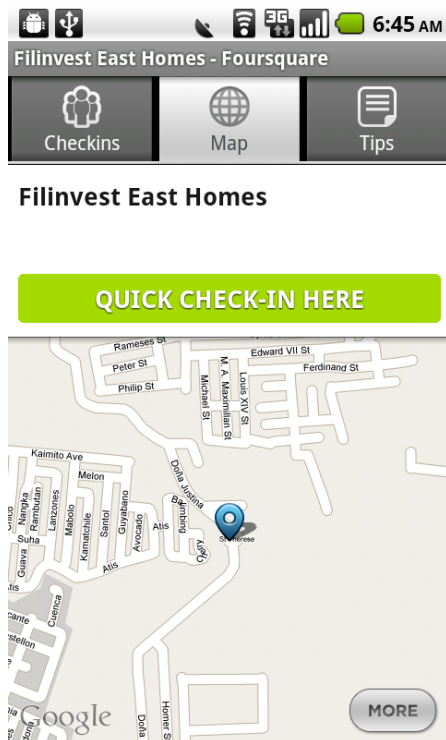 3G
6:45 AM
Filinvest East Homes - Foursquare
Checkins
Map
Tips
Filinvest East Homes
QUICK CHECK-IN HERE
Rameses St
Edward VII St
Peter St
Ferdinand St
Philip St
Michael St
M. A. Maximilian St
Louis XIV St
Kaimito Ave
Melon
Doña Justina
Nangka
Rambutan
Lanzones
Mabolo
Kamatchile
Santol
Guyabano
Avocado
Atis
Balimbing
Suha
Guava
Atis
Cuenca
Google
Doña
Homer St
MORE